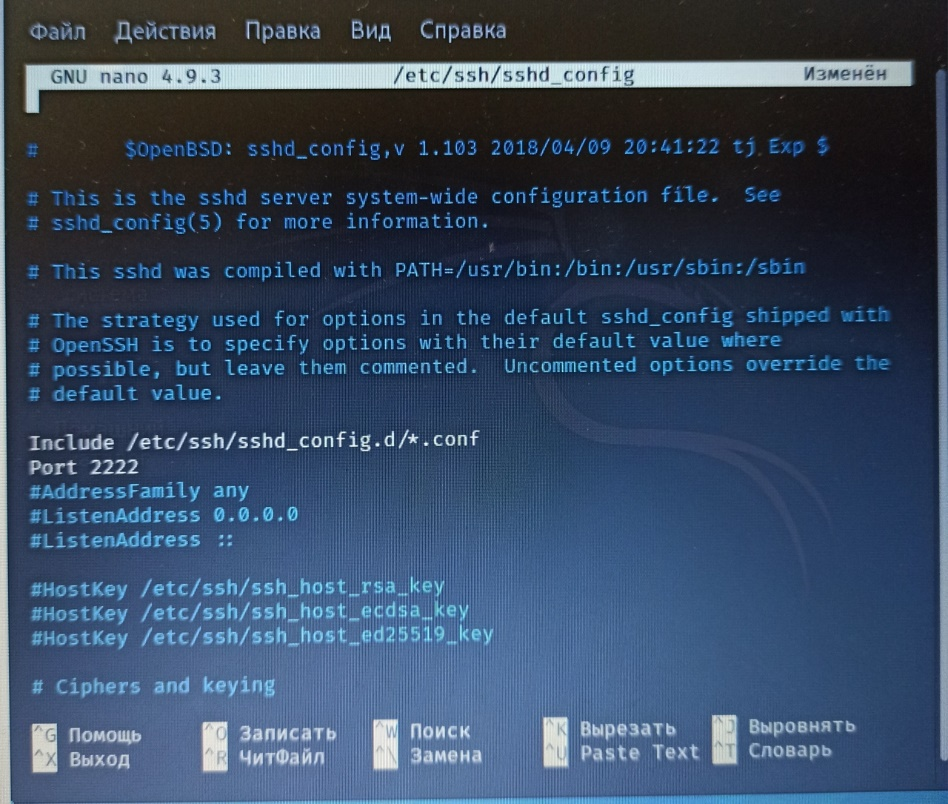 Файл Действия Правка Вид Справка
GNU nano 4.9.3 /etc/ssh/sshd_config Изменён
# $OpenBSD: sshd_config,v 1.103 2018/04/09 20:41:22 tj Exp $
# This is the sshd server system-wide configuration file. See
# sshd_config(5) for more information.
# This sshd was compiled with PATH=/usr/bin:/bin:/usr/sbin:/sbin
# The strategy used for options in the default sshd_config shipped with
# OpenSSH is to specify options with their default value where
# possible, but leave them commented. Uncommented options override the
# default value.
Include /etc/ssh/sshd_config.d/*.conf
Port 2222
#AddressFamily any
#ListenAddress 0.0.0.0
#ListenAddress ::
#HostKey /etc/ssh/ssh_host_rsa_key
#HostKey /etc/ssh/ssh_host_ecdsa_key
#HostKey /etc/ssh/ssh_host_ed25519_key
# Ciphers and keying
^G Помощь ^O Записать ^W Поиск ^K Вырезать ^J Выровнять
^X Выход ^R ЧитФайл ^\ Замена ^U Paste Text ^T Словарь